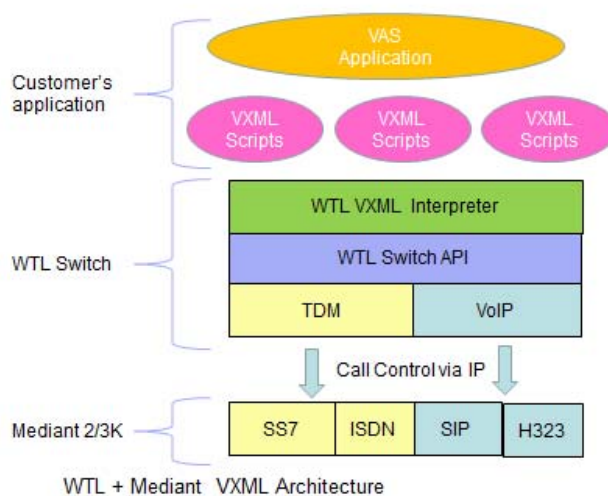 VAS
Application
Customer's
application
VXML
Scripts
VXML
Scripts
VXML
Scripts
WTL VXML Interpreter
WTL Switch API
WTL Switch
TDM
VoIP
Call Control via IP
Mediant 2/3K
SS7
ISDN
SIP
H323
WTL + Mediant VXML Architecture